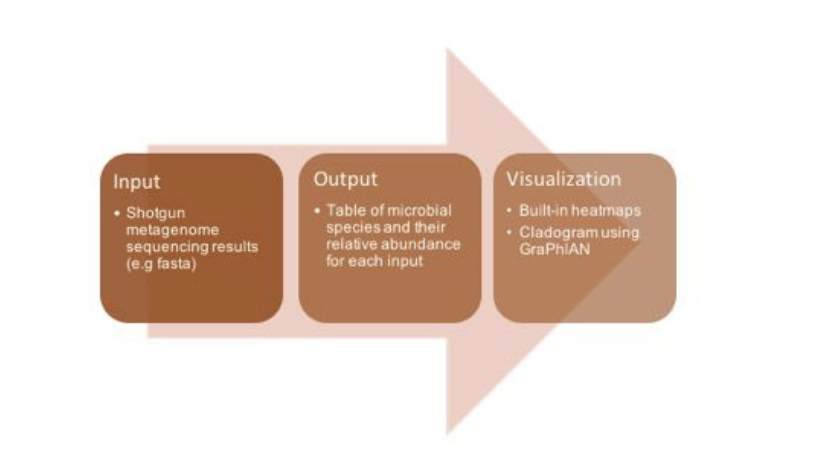 Input
• Shotgun
metagenome
sequencing results
(e.g fasta)
Output
• Table of microbial
species and their
relative abundance
for each input
Visualization
• Built-in heatmaps
• Cladogram using
GraPhlAN